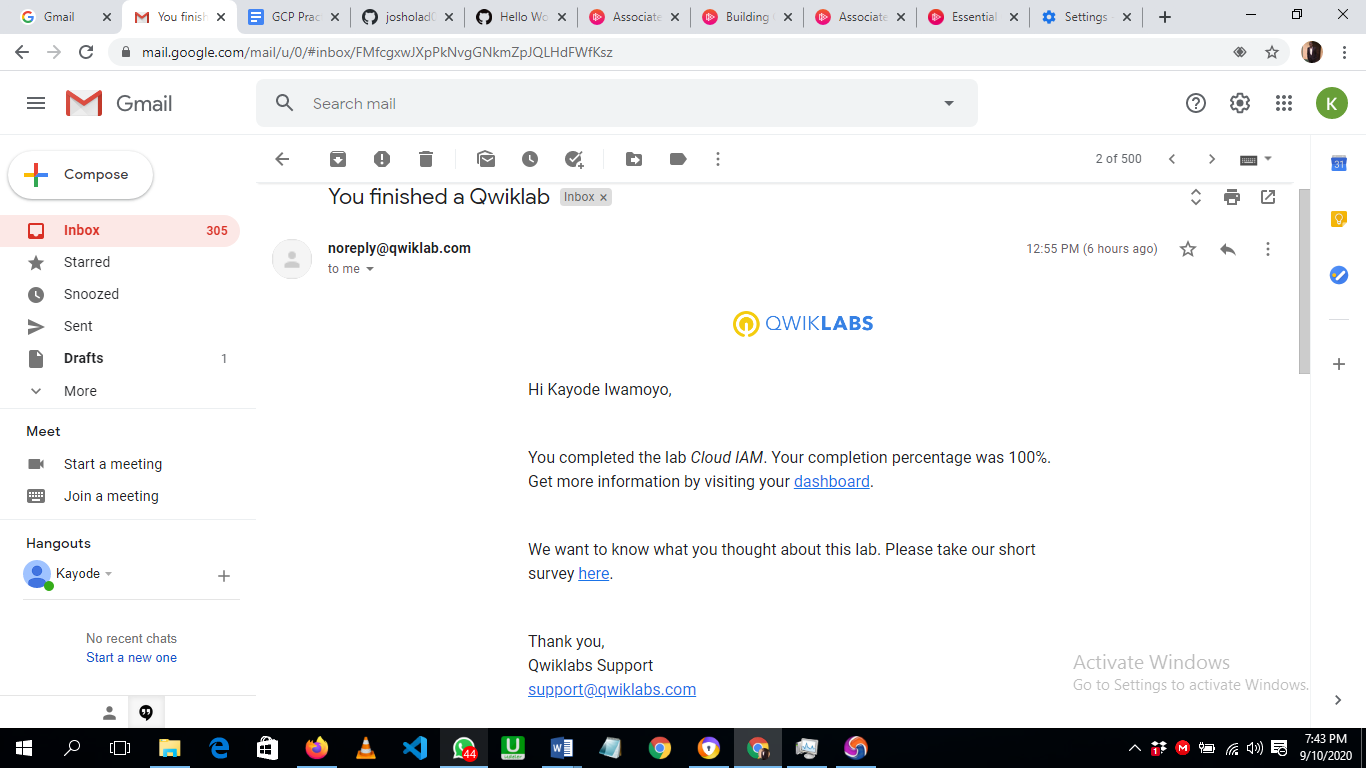 Gmail
You finish
GCP Prac
josholad
Hello Wo
Associate
Building
Associate
Essential
Settings
mail.google.com/mail/u/0/#inbox/FMfcgxwJXpPkNvgGNkmZpJQLHdFWfKsz
Gmail
Search mail
K
Compose
2 of 500
31
You finished a Qwiklab
Inbox x
Inbox 305
Starred
Snoozed
Sent
Drafts 1
More
noreply@qwiklab.com
12:55 PM (6 hours ago)
to me
QWIKLABS
Hi Kayode Iwamoyo,
You completed the lab Cloud IAM. Your completion percentage was 100%.
Get more information by visiting your dashboard.
We want to know what you thought about this lab. Please take our short
survey here.
Thank you,
Qwiklabs Support
support@qwiklabs.com
Meet
Start a meeting
Join a meeting
Hangouts
Kayode
No recent chats
Start a new one
Activate Windows
Go to Settings to activate Windows.
44
7:43 PM
9/10/2020